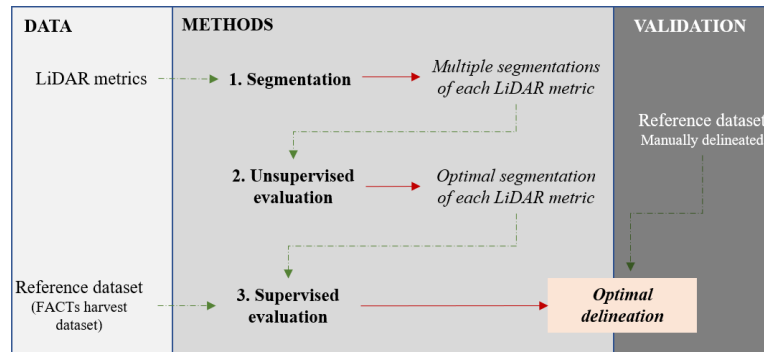 DATA
METHODS
VALIDATION
LiDAR metrics
1. Segmentation
Multiple segmentations
of each LiDAR metric
Reference dataset
Manually delineated
2. Unsupervised
evaluation
Optimal segmentation
of each LiDAR metric
Reference dataset
(FACTs harvest
dataset)
3. Supervised
evaluation
Optimal
delineation